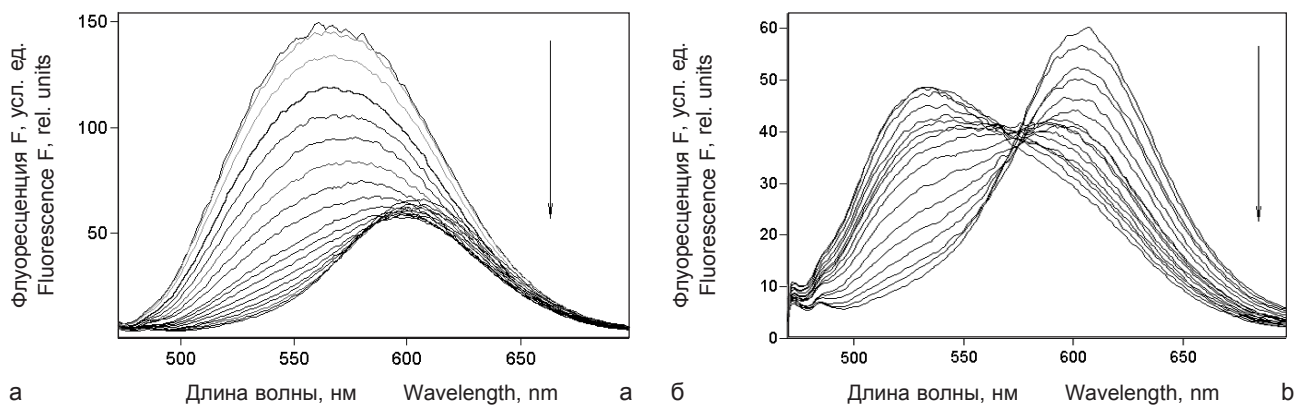 Флуоресценция F, усл. ед.
Fluorescence F, rel. units
150
100
50
500 550 600 650
а Длина волны, нм Wavelength, nm a
Флуоресценция F, усл. ед.
Fluorescence F, rel. units
60
50
40
30
20
10
0
500 550 600 650
б Длина волны, нм Wavelength, nm b